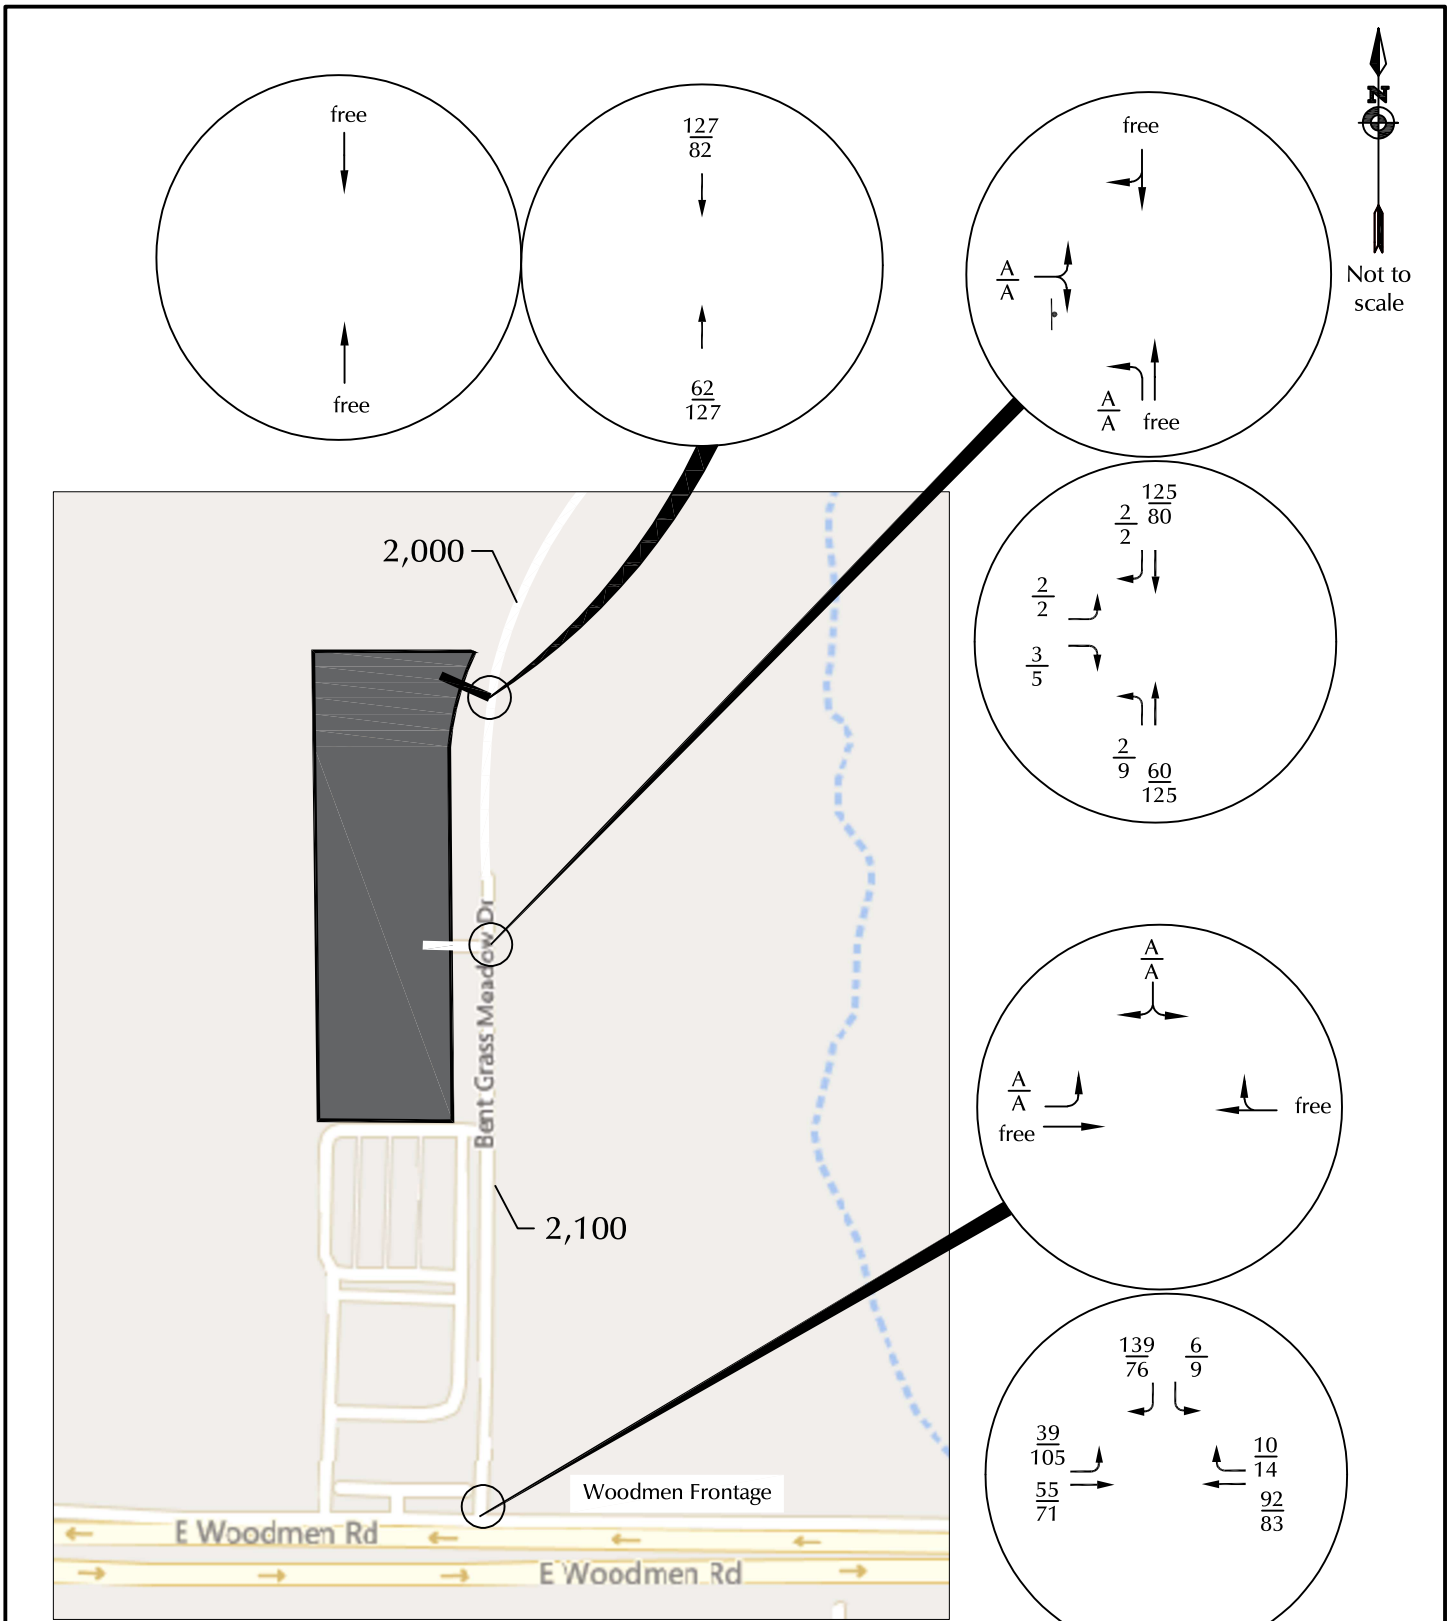 free
free
127
82
62
127
free
A
A
A
A
free
N
Not to
scale
2,000
125
80
2
2
2
2
3
5
2
9
60
125
Bent Grass Meadow Dr
2,100
A
A
A
A
free
free
139
76
6
9
39
105
55
71
10
14
92
83
Woodmen Frontage
E Woodmen Rd
E Woodmen Rd